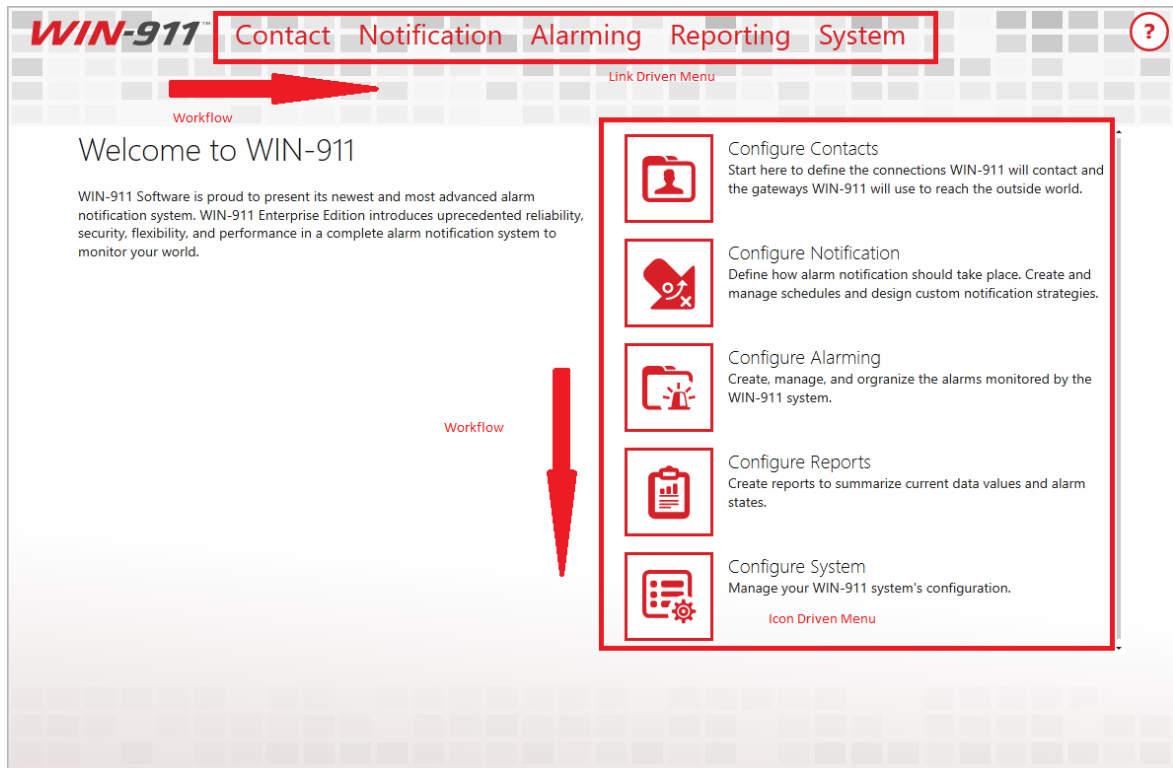 WIN-911™ Contact Notification Alarming Reporting System ?
Link Driven Menu
Workflow
Welcome to WIN-911
WIN-911 Software is proud to present its newest and most advanced alarm
notification system. WIN-911 Enterprise Edition introduces uprecedented reliability,
security, flexibility, and performance in a complete alarm notification system to
monitor your world.
Workflow
Configure Contacts
Start here to define the connections WIN-911 will contact and
the gateways WIN-911 will use to reach the outside world.
Configure Notification
Define how alarm notification should take place. Create and
manage schedules and design custom notification strategies.
Configure Alarming
Create, manage, and orgranize the alarms monitored by the
WIN-911 system.
Configure Reports
Create reports to summarize current data values and alarm
states.
Configure System
Manage your WIN-911 system's configuration.
Icon Driven Menu